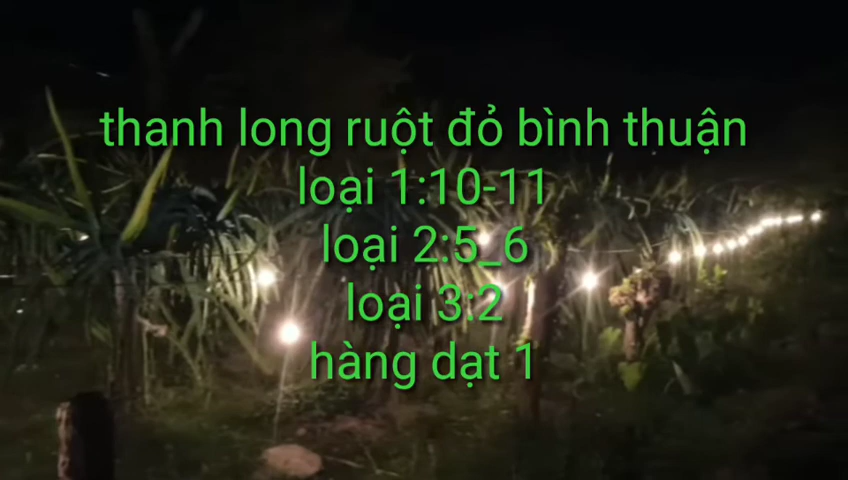 thanh long ruột đỏ bình thuận
loại 1:10-11
loại 2:5_6
loại 3:2
hàng dạt 1